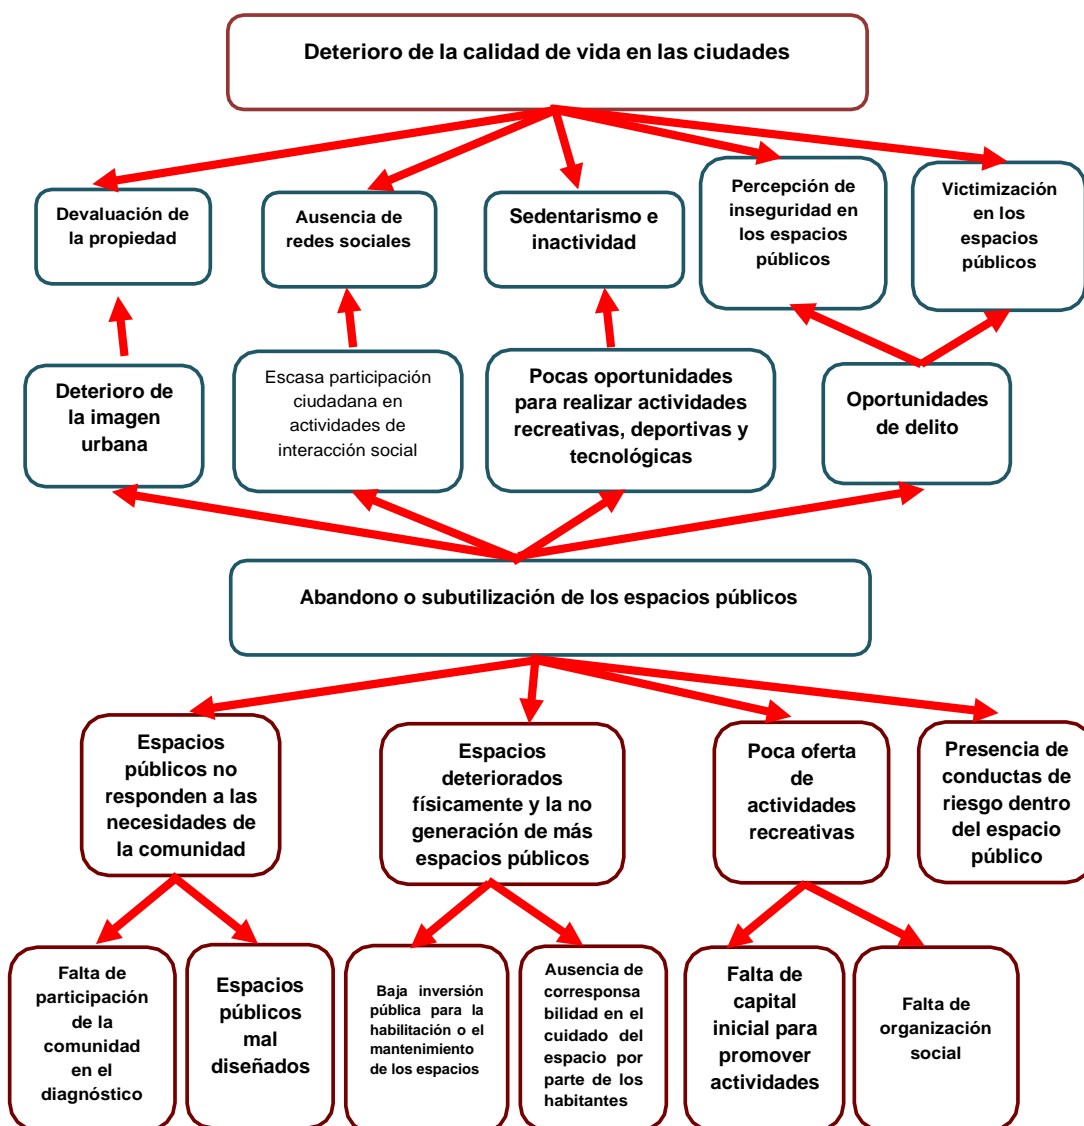 Deterioro de la calidad de vida en las ciudades
Devaluación de
la propiedad
Ausencia de
redes sociales
Sedentarismo e
inactividad
Percepción de
inseguridad en
los espacios
públicos
Victimización
en los
espacios
públicos
Deterioro de
la imagen
urbana
Escasa participación
ciudadana en
actividades de
interacción social
Pocas oportunidades
para realizar actividades
recreativas, deportivas y
tecnológicas
Oportunidades
de delito
Abandono o subutilización de los espacios públicos
Espacios
públicos no
responden a las
necesidades de
la comunidad
Espacios
deteriorados
físicamente y la no
generación de más
espacios públicos
Poca oferta
de
actividades
recreativas
Presencia de
conductas de
riesgo dentro
del espacio
público
Falta de
participación
de la
comunidad
en el
diagnóstico
Espacios
públicos
mal
diseñados
Baja inversión
pública para la
habilitación o el
mantenimiento
de los espacios
Ausencia de
corresponsa
bilidad en el
cuidado del
espacio por
parte de los
habitantes
Falta de
capital
inicial para
promover
actividades
Falta de
organización
social